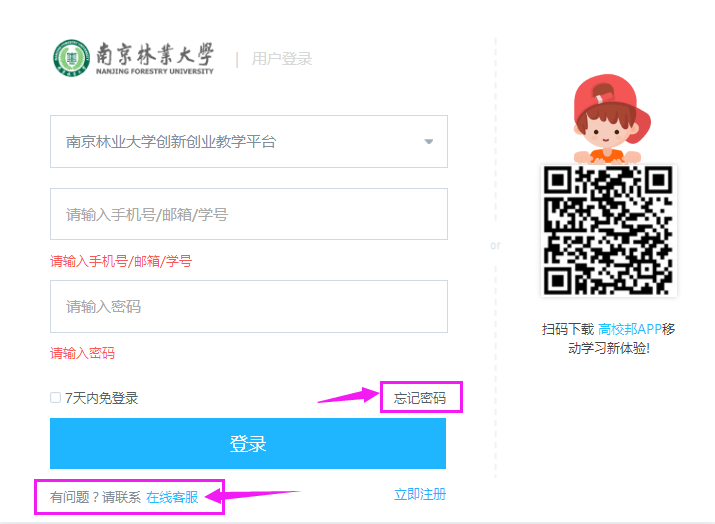 南京林業大學
NANJING FORESTRY UNIVERSITY
| 用户登录
南京林业大学创新创业教学平台
请输入手机号/邮箱/学号
请输入手机号/邮箱/学号
请输入密码
请输入密码
7天内免登录
忘记密码
登录
有问题？请联系 在线客服
立即注册
or
扫码下载 高校邦APP移
动学习新体验!